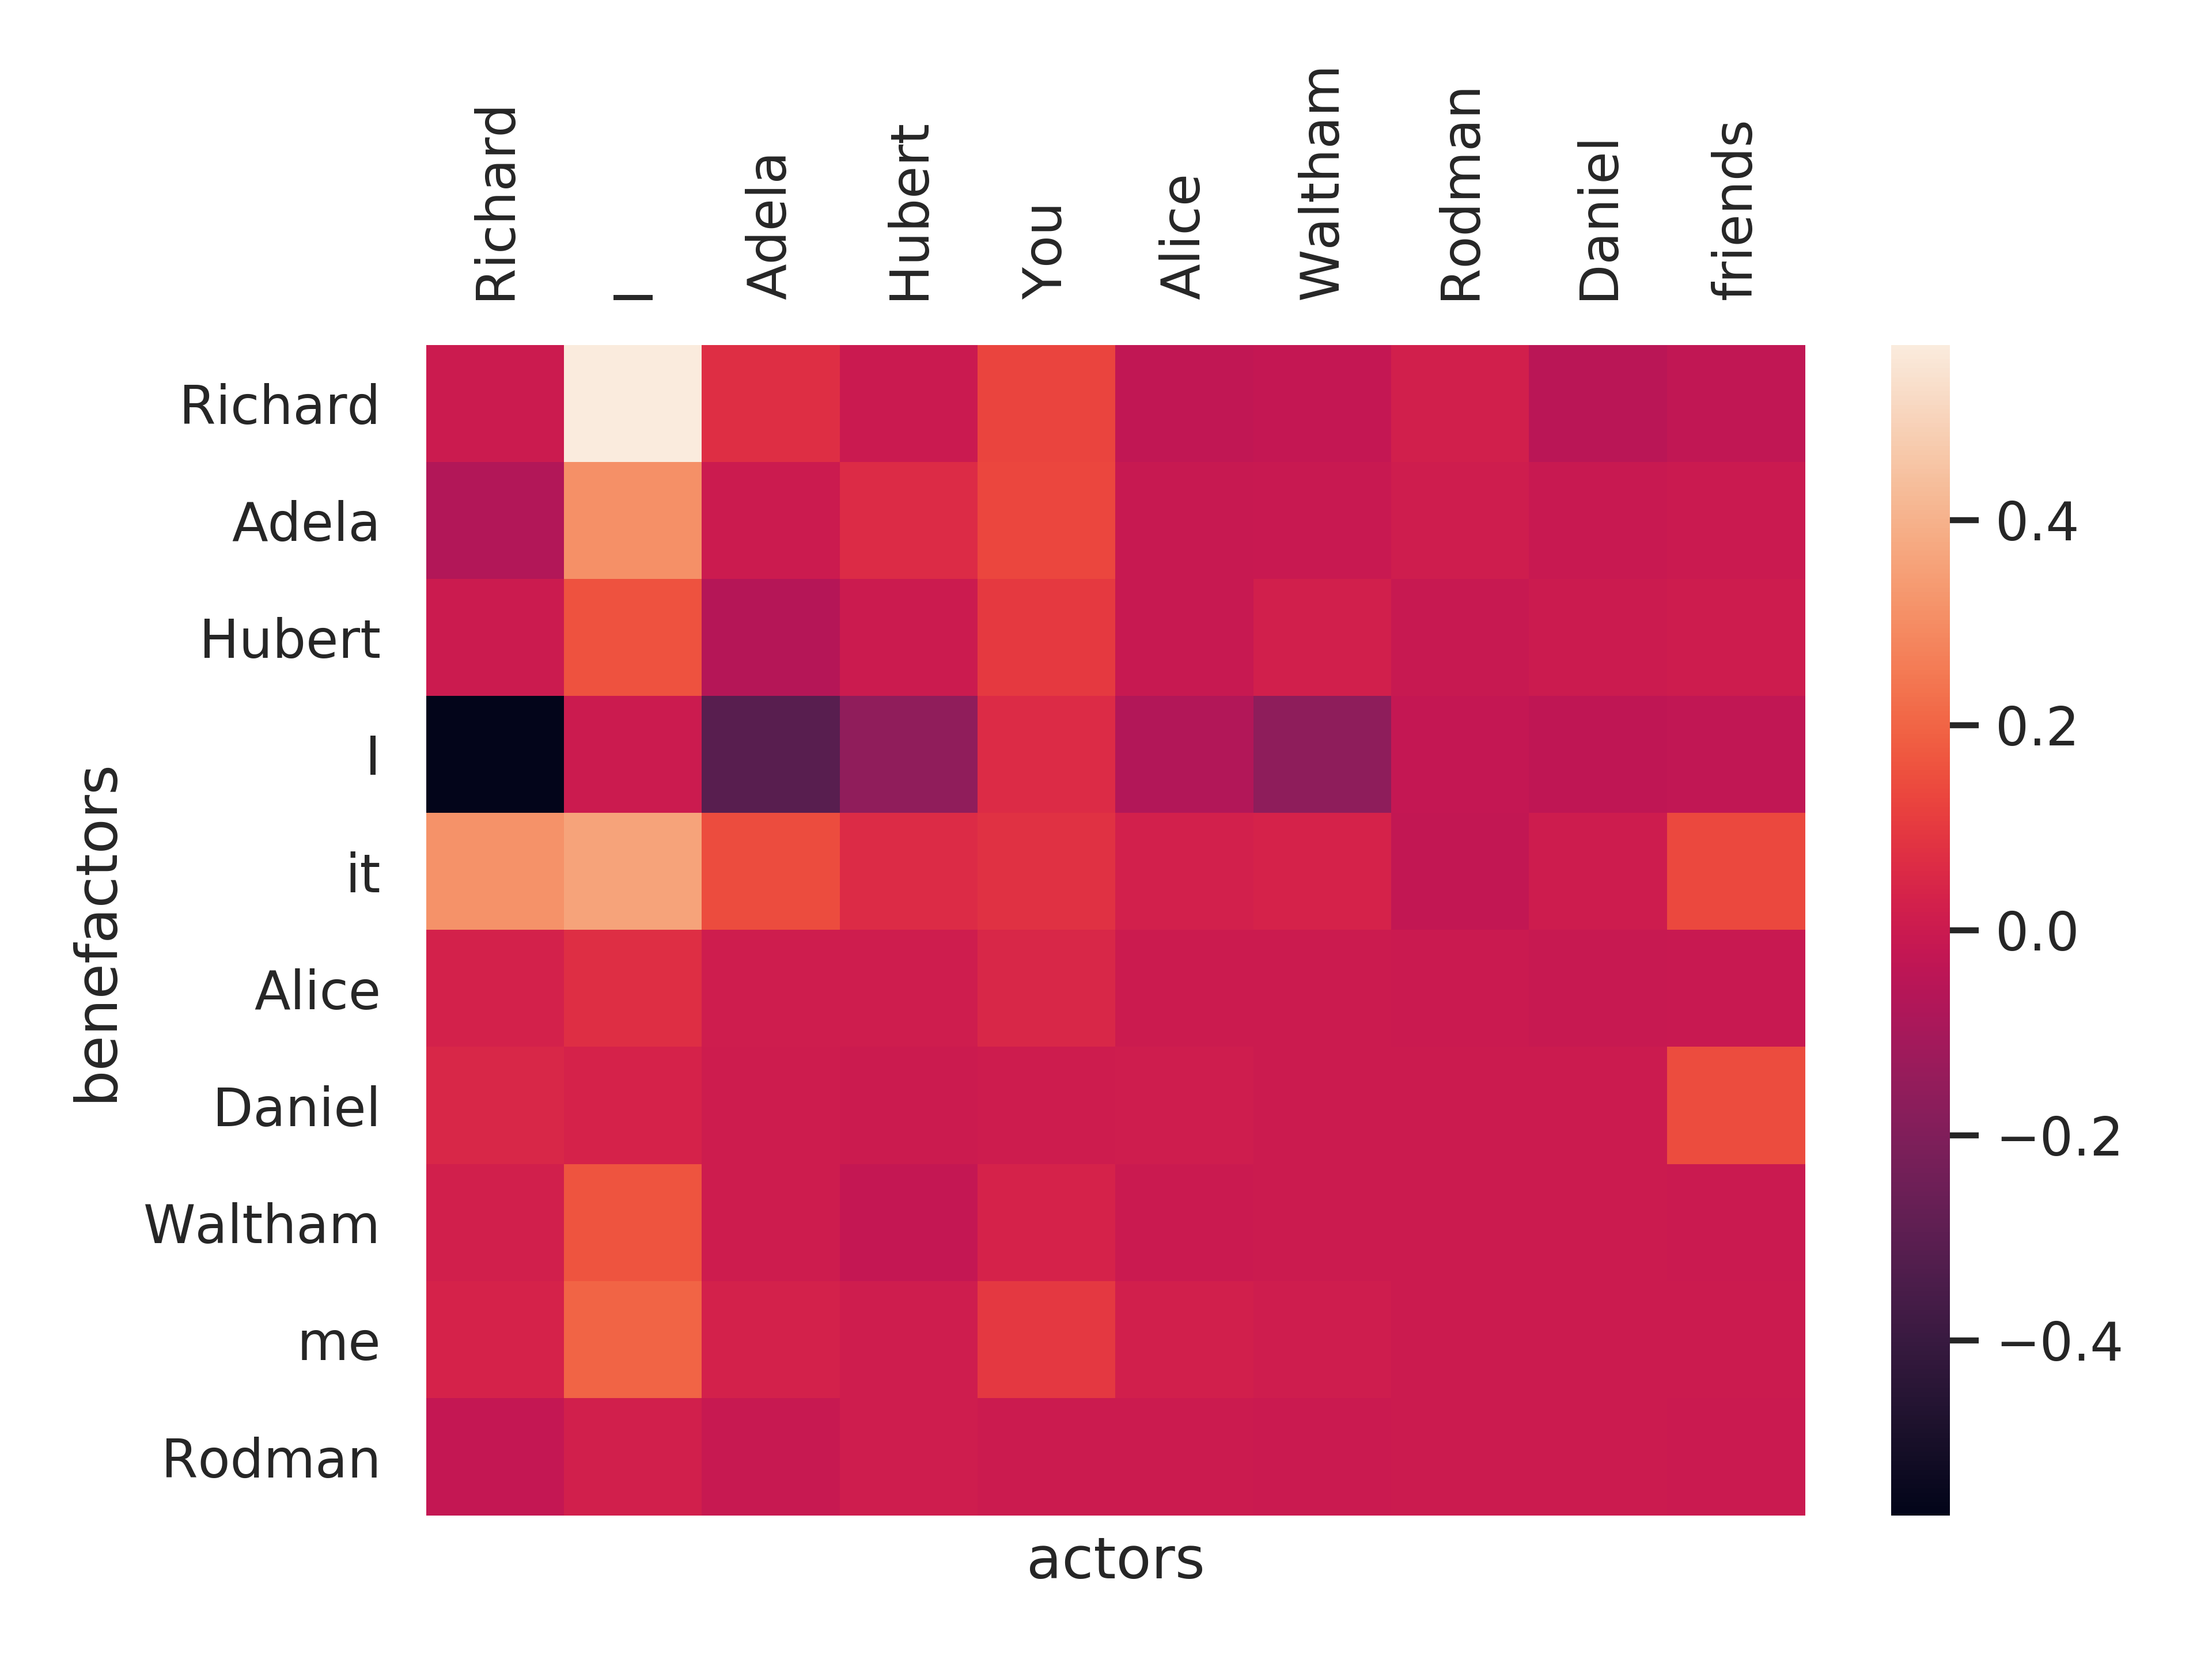 Richard
I
Adela
Hubert
You
Alice
Waltham
Rodman
Daniel
friends
Richard
Adela
Hubert
I
it
Alice
Daniel
Waltham
me
Rodman
benefactors
actors
0.4
0.2
0.0
−0.2
−0.4